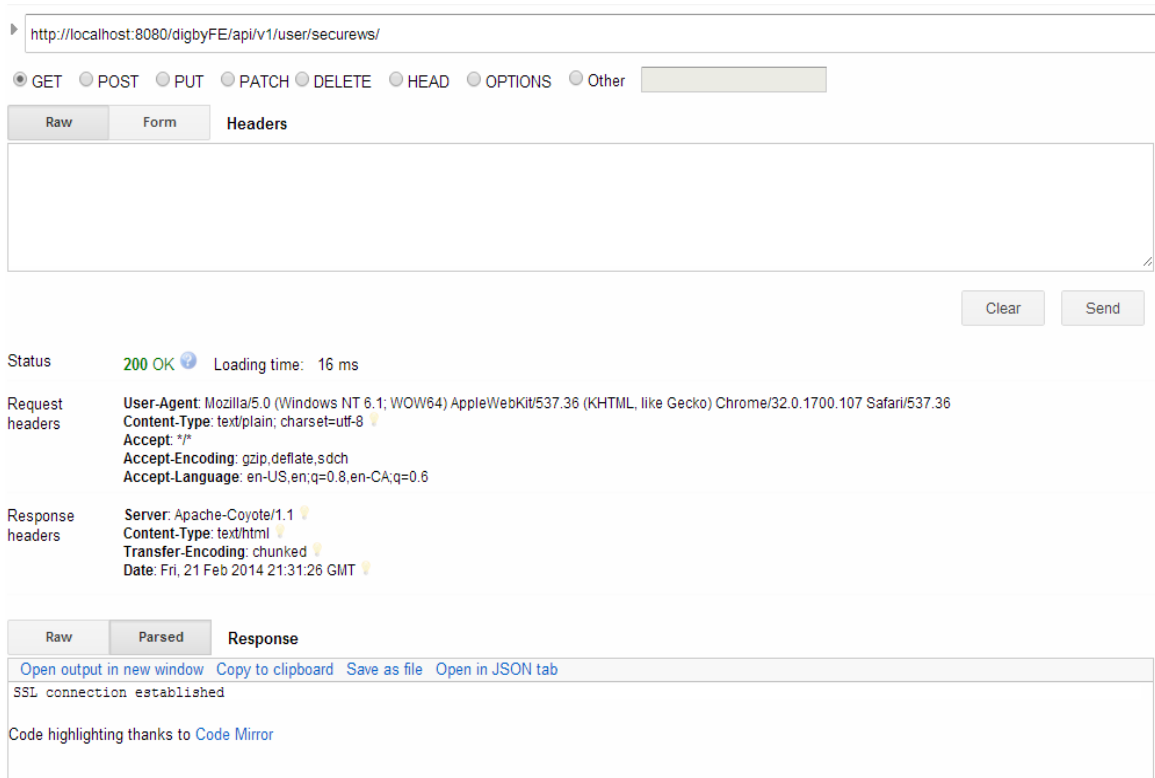 http://localhost:8080/digbyFE/api/v1/user/securews/
GET POST PUT PATCH DELETE HEAD OPTIONS Other
Raw Form Headers
Clear Send
Status 200 OK Loading time: 16 ms
Request headers
User-Agent: Mozilla/5.0 (Windows NT 6.1; WOW64) AppleWebKit/537.36 (KHTML, like Gecko) Chrome/32.0.1700.107 Safari/537.36
Content-Type: text/plain; charset=utf-8
Accept: */*
Accept-Encoding: gzip,deflate,sdch
Accept-Language: en-US,en;q=0.8,en-CA;q=0.6
Response headers
Server: Apache-Coyote/1.1
Content-Type: text/html
Transfer-Encoding: chunked
Date: Fri, 21 Feb 2014 21:31:26 GMT
Raw Parsed Response
Open output in new window Copy to clipboard Save as file Open in JSON tab
SSL connection established
Code highlighting thanks to Code Mirror